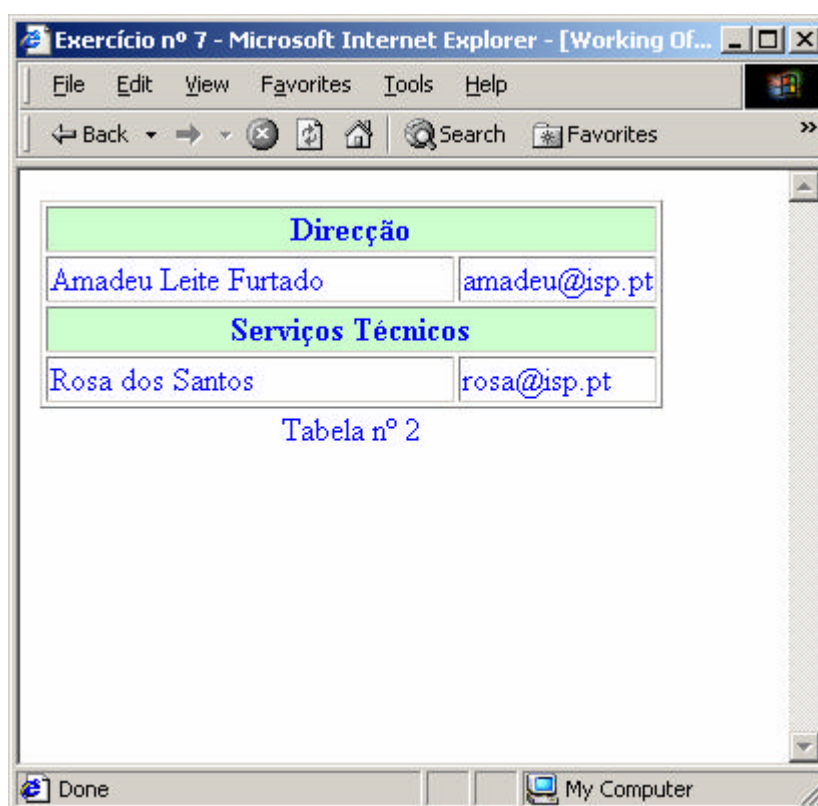 Exercício nº 7 - Microsoft Internet Explorer - [Working Of...
File Edit View Favorites Tools Help
Back Search Favorites »
Direcção
Amadeu Leite Furtado amadeu@isp.pt
Serviços Técnicos
Rosa dos Santos rosa@isp.pt
Tabela nº 2
Done My Computer